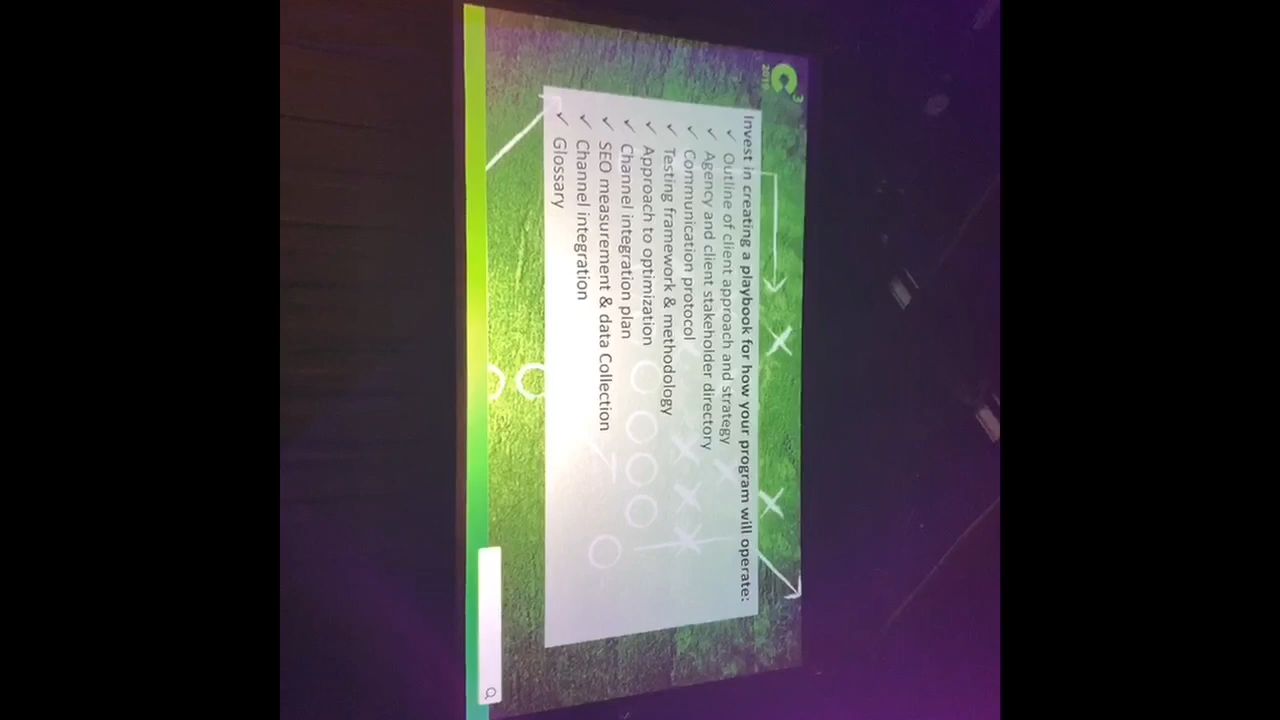 C3
2019
Invest in creating a playbook for how your program will operate:
✓ Outline of client approach and strategy
✓ Agency and client stakeholder directory
✓ Communication protocol
✓ Testing framework & methodology
✓ Approach to optimization
✓ Channel integration plan
✓ SEO measurement & data Collection
✓ Channel integration
✓ Glossary